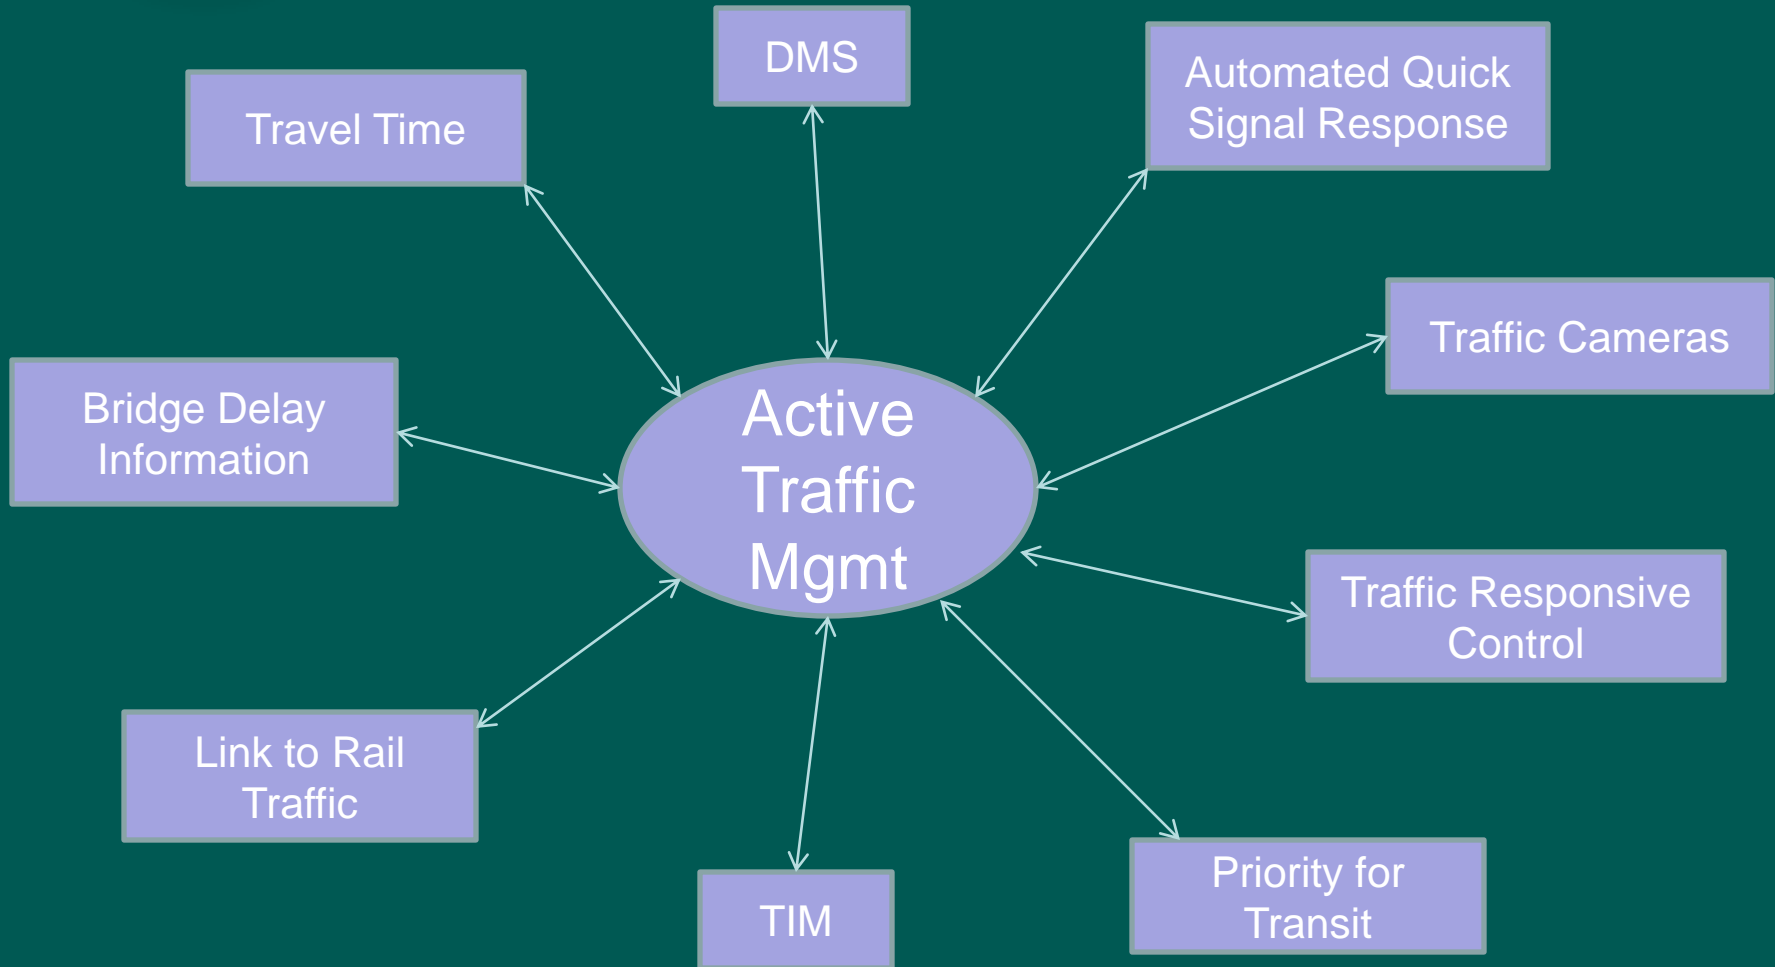 DMS
Automated Quick
Signal Response
Travel Time
Traffic Cameras
Bridge Delay
Information
Active
Traffic
Mgmt
Traffic Responsive
Control
Link to Rail
Traffic
Priority for
Transit
TIM